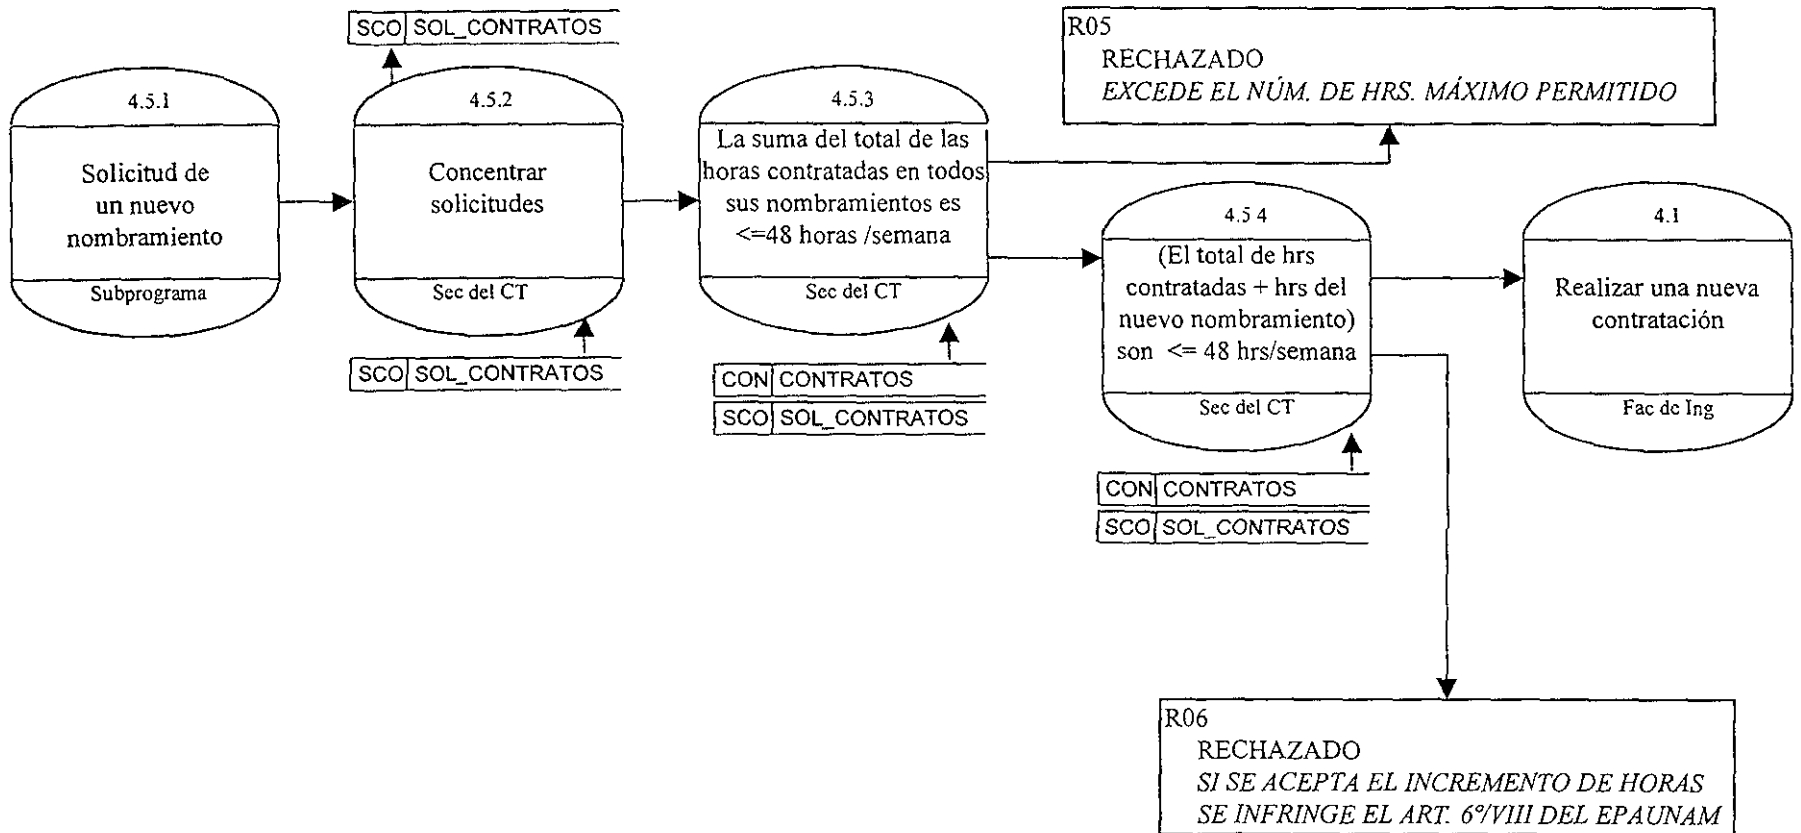 SCO SOL_CONTRATOS
R05
RECHAZADO
EXCEDE EL NÚM. DE HRS. MÁXIMO PERMITIDO
4.5.1
Solicitud de
un nuevo
nombramiento
Subprograma
4.5.2
Concentrar
solicitudes
Sec del CT
SCO SOL_CONTRATOS
4.5.3
La suma del total de las
horas contratadas en todos
sus nombramientos es
<=48 horas /semana
Sec del CT
CON CONTRATOS
SCO SOL_CONTRATOS
4.5 4
(El total de hrs
contratadas + hrs del
nuevo nombramiento)
son <= 48 hrs/semana
Sec del CT
CON CONTRATOS
SCO SOL_CONTRATOS
4.1
Realizar una nueva
contratación
Fac de Ing
R06
RECHAZADO
SI SE ACEPTA EL INCREMENTO DE HORAS
SE INFRINGE EL ART. 6º/VIII DEL EPAUNAM